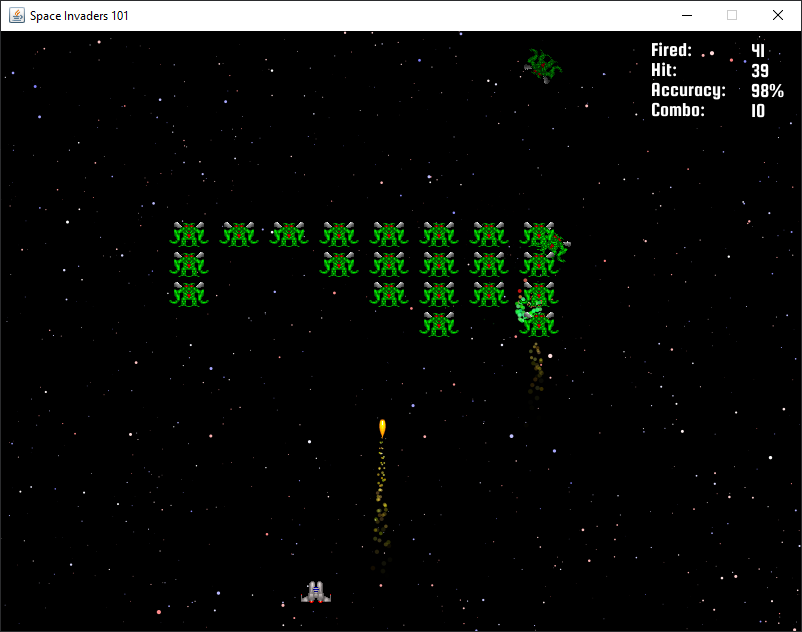 Space Invaders 101
Fired: 41
Hit: 39
Accuracy: 98%
Combo: 10